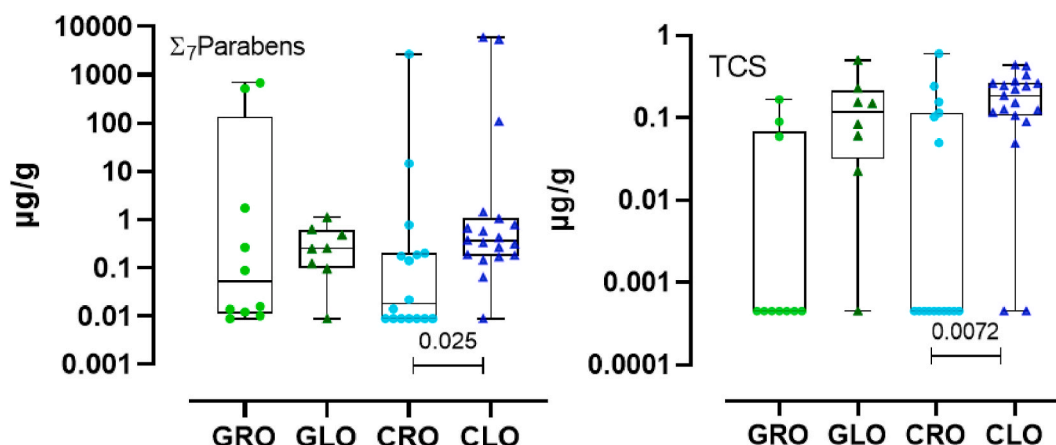 Σ₇Parabens
µg/g
10000
1000
100
10
1
0.1
0.01
0.001
0.025
GRO GLO CRO CLO
TCS
µg/g
1
0.1
0.01
0.001
0.0001
0.0072
GRO GLO CRO CLO